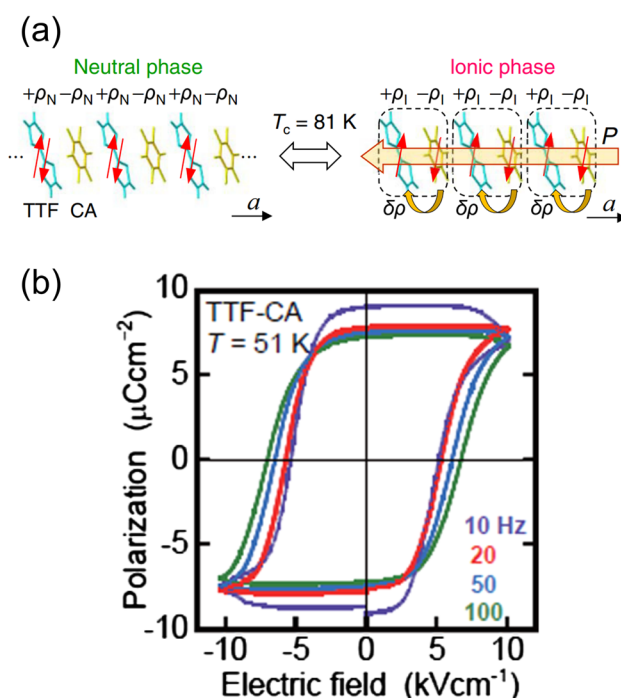 (a)
Neutral phase
Ionic phase
+ρN −ρN +ρN −ρN +ρN −ρN
+ρI −ρI +ρI −ρI +ρI −ρI
Tc = 81 K
P
... ...
TTF CA
a
δρ δρ δρ
a
(b)
TTF-CA
T = 51 K
10
5
0
-5
-10
Polarization (μCcm−2)
10 Hz
20
50
100
-10 -5 0 5 10
Electric field (kVcm-1)